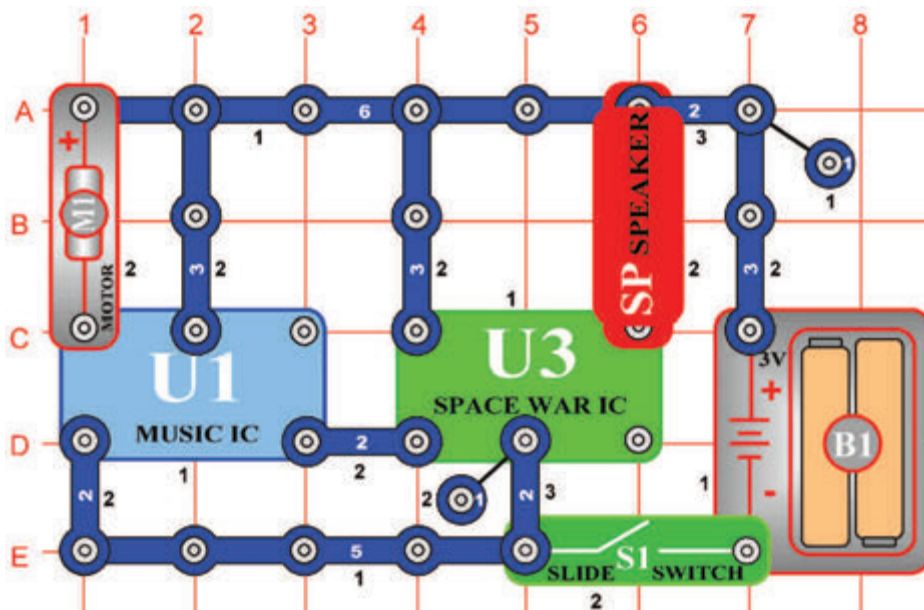 1 2 3 4 5 6 7 8
A 6 2
1 3 1
1
+ M1 SPEAKER
B
2 3 2 3 2 SP 2 3 2
MOTOR 1
C U1 U3 3V
MUSIC IC SPACE WAR IC +
D 2 B1
2 2 1 2 2 1 2 3 1 -
E 5 S1
1 SLIDE SWITCH
2